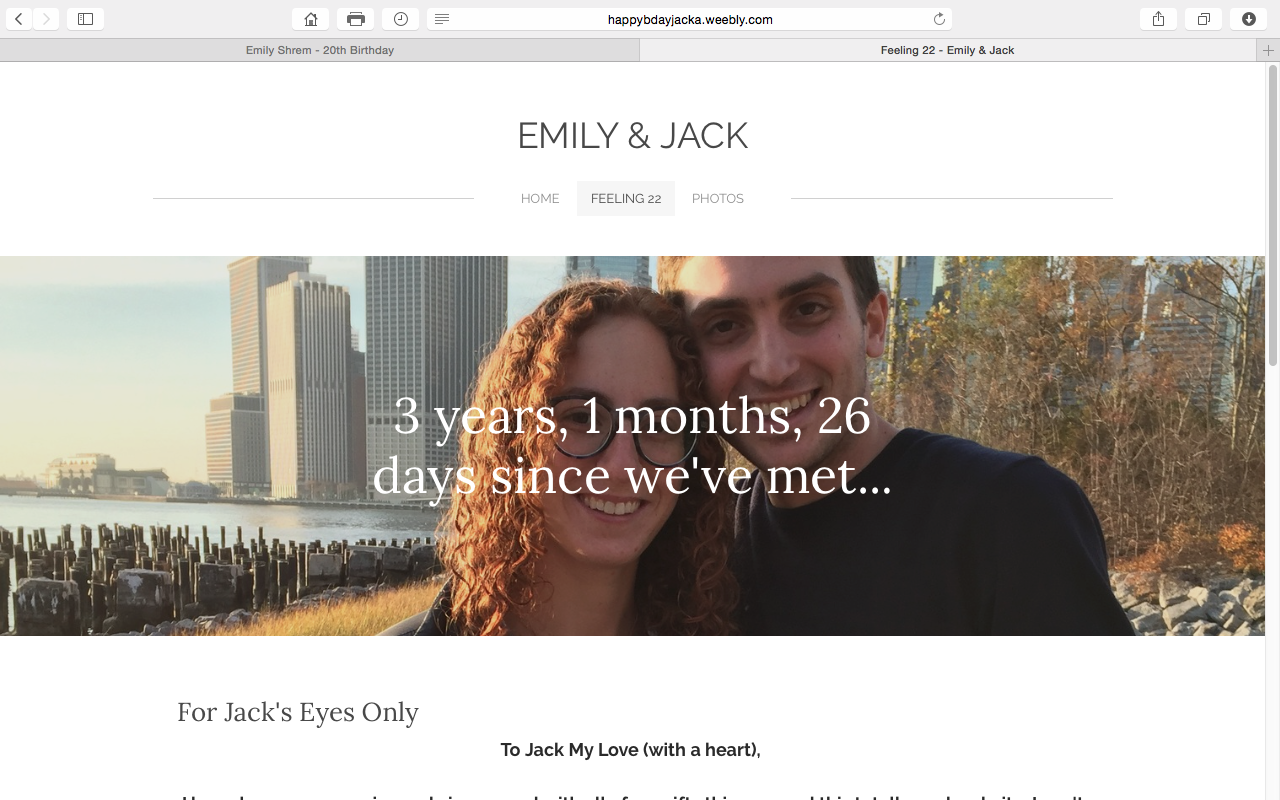 happybdayjacka.weebly.com
Emily Shrem - 20th Birthday
Feeling 22 - Emily & Jack
EMILY & JACK
HOME
FEELING 22
PHOTOS
3 years, 1 months, 26
days since we've met...
For Jack's Eyes Only
To Jack My Love (with a heart),